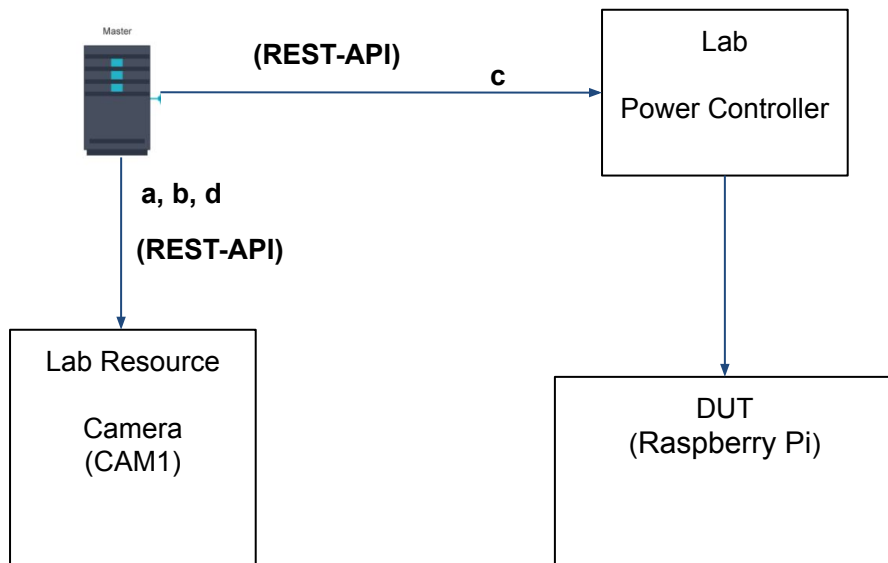 Master
(REST-API)
c
Lab
Power Controller
a, b, d
(REST-API)
Lab Resource
Camera
(CAM1)
DUT
(Raspberry Pi)